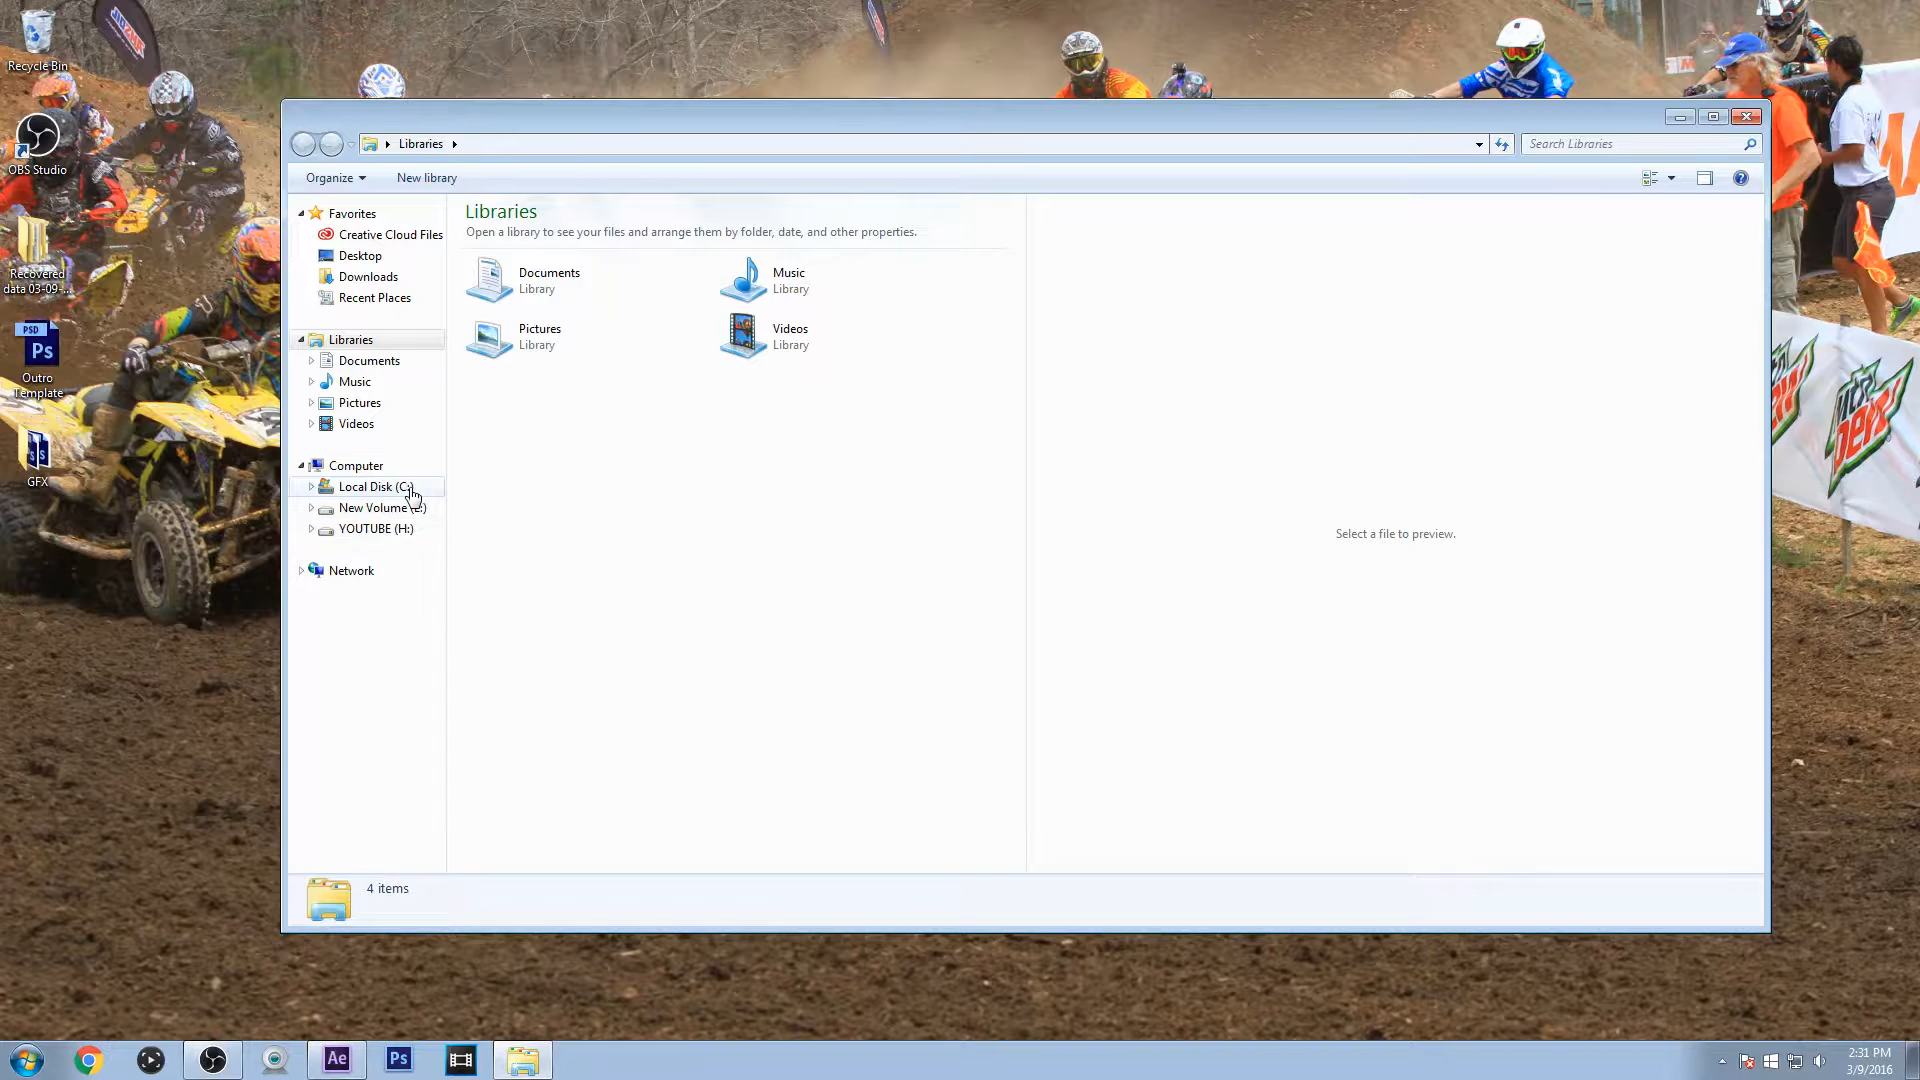 Recycle Bin
OBS Studio
Recovered
data 03-09-...
PSD
Ps
Outro
Template
GFX
Libraries
Search Libraries
Organize
New library
Favorites
Creative Cloud Files
Desktop
Downloads
Recent Places
Libraries
Documents
Music
Pictures
Videos
Computer
Local Disk (C:)
New Volume (E:)
YOUTUBE (H:)
Network
Libraries
Open a library to see your files and arrange them by folder, date, and other properties.
Documents
Library
Music
Library
Pictures
Library
Videos
Library
Select a file to preview.
4 items
Ae
Ps
2:31 PM
3/9/2016